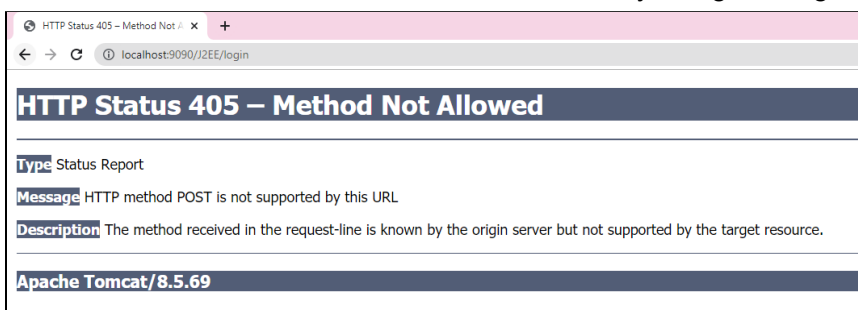 HTTP Status 405 – Method Not A
localhost:9090/J2EE/login
HTTP Status 405 – Method Not Allowed
Type Status Report
Message HTTP method POST is not supported by this URL
Description The method received in the request-line is known by the origin server but not supported by the target resource.
Apache Tomcat/8.5.69